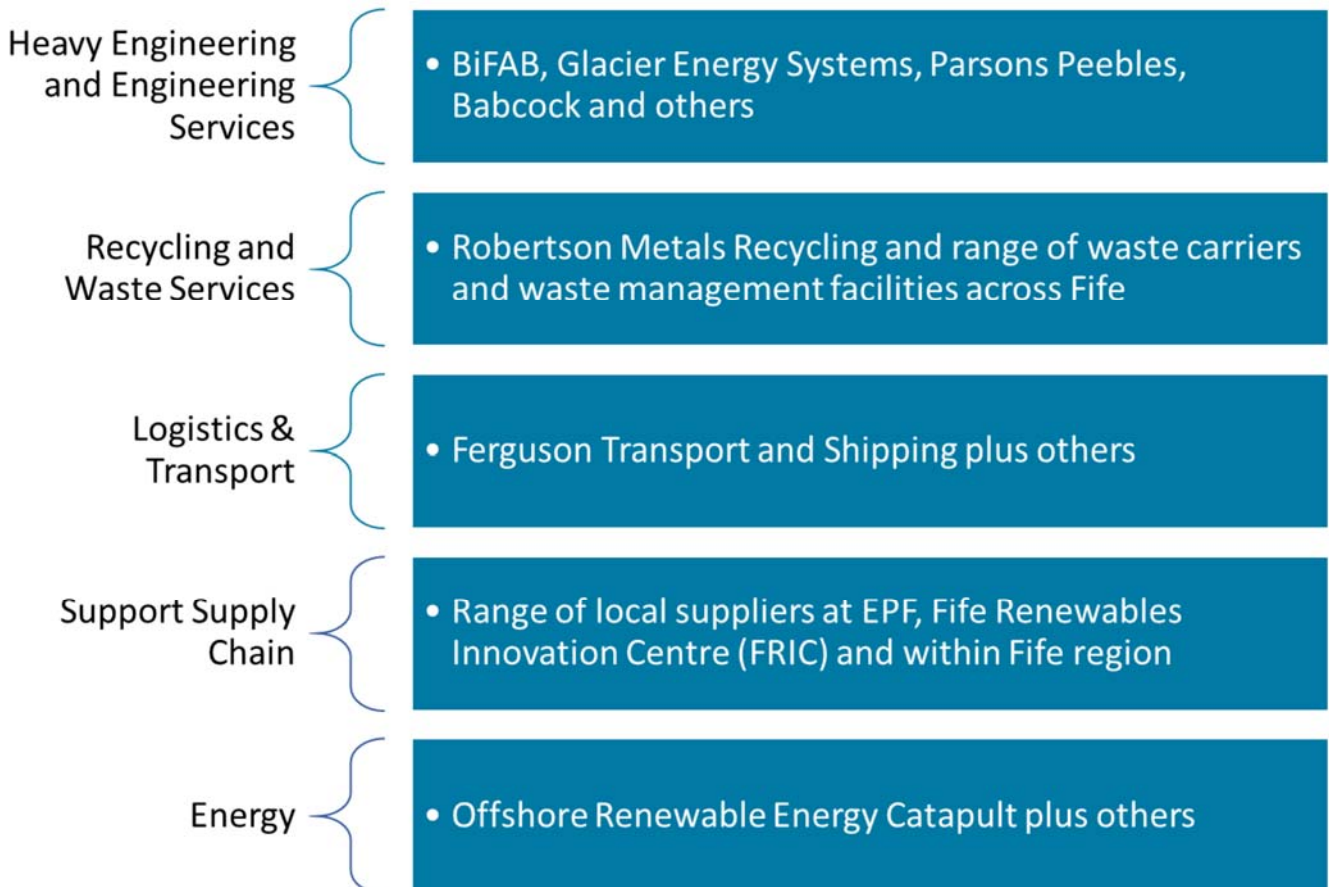 Heavy Engineering
and Engineering
Services
• BiFAB, Glacier Energy Systems, Parsons Peebles,
Babcock and others
Recycling and
Waste Services
• Robertson Metals Recycling and range of waste carriers
and waste management facilities across Fife
Logistics &
Transport
• Ferguson Transport and Shipping plus others
Support Supply
Chain
• Range of local suppliers at EPF, Fife Renewables
Innovation Centre (FRIC) and within Fife region
Energy
• Offshore Renewable Energy Catapult plus others